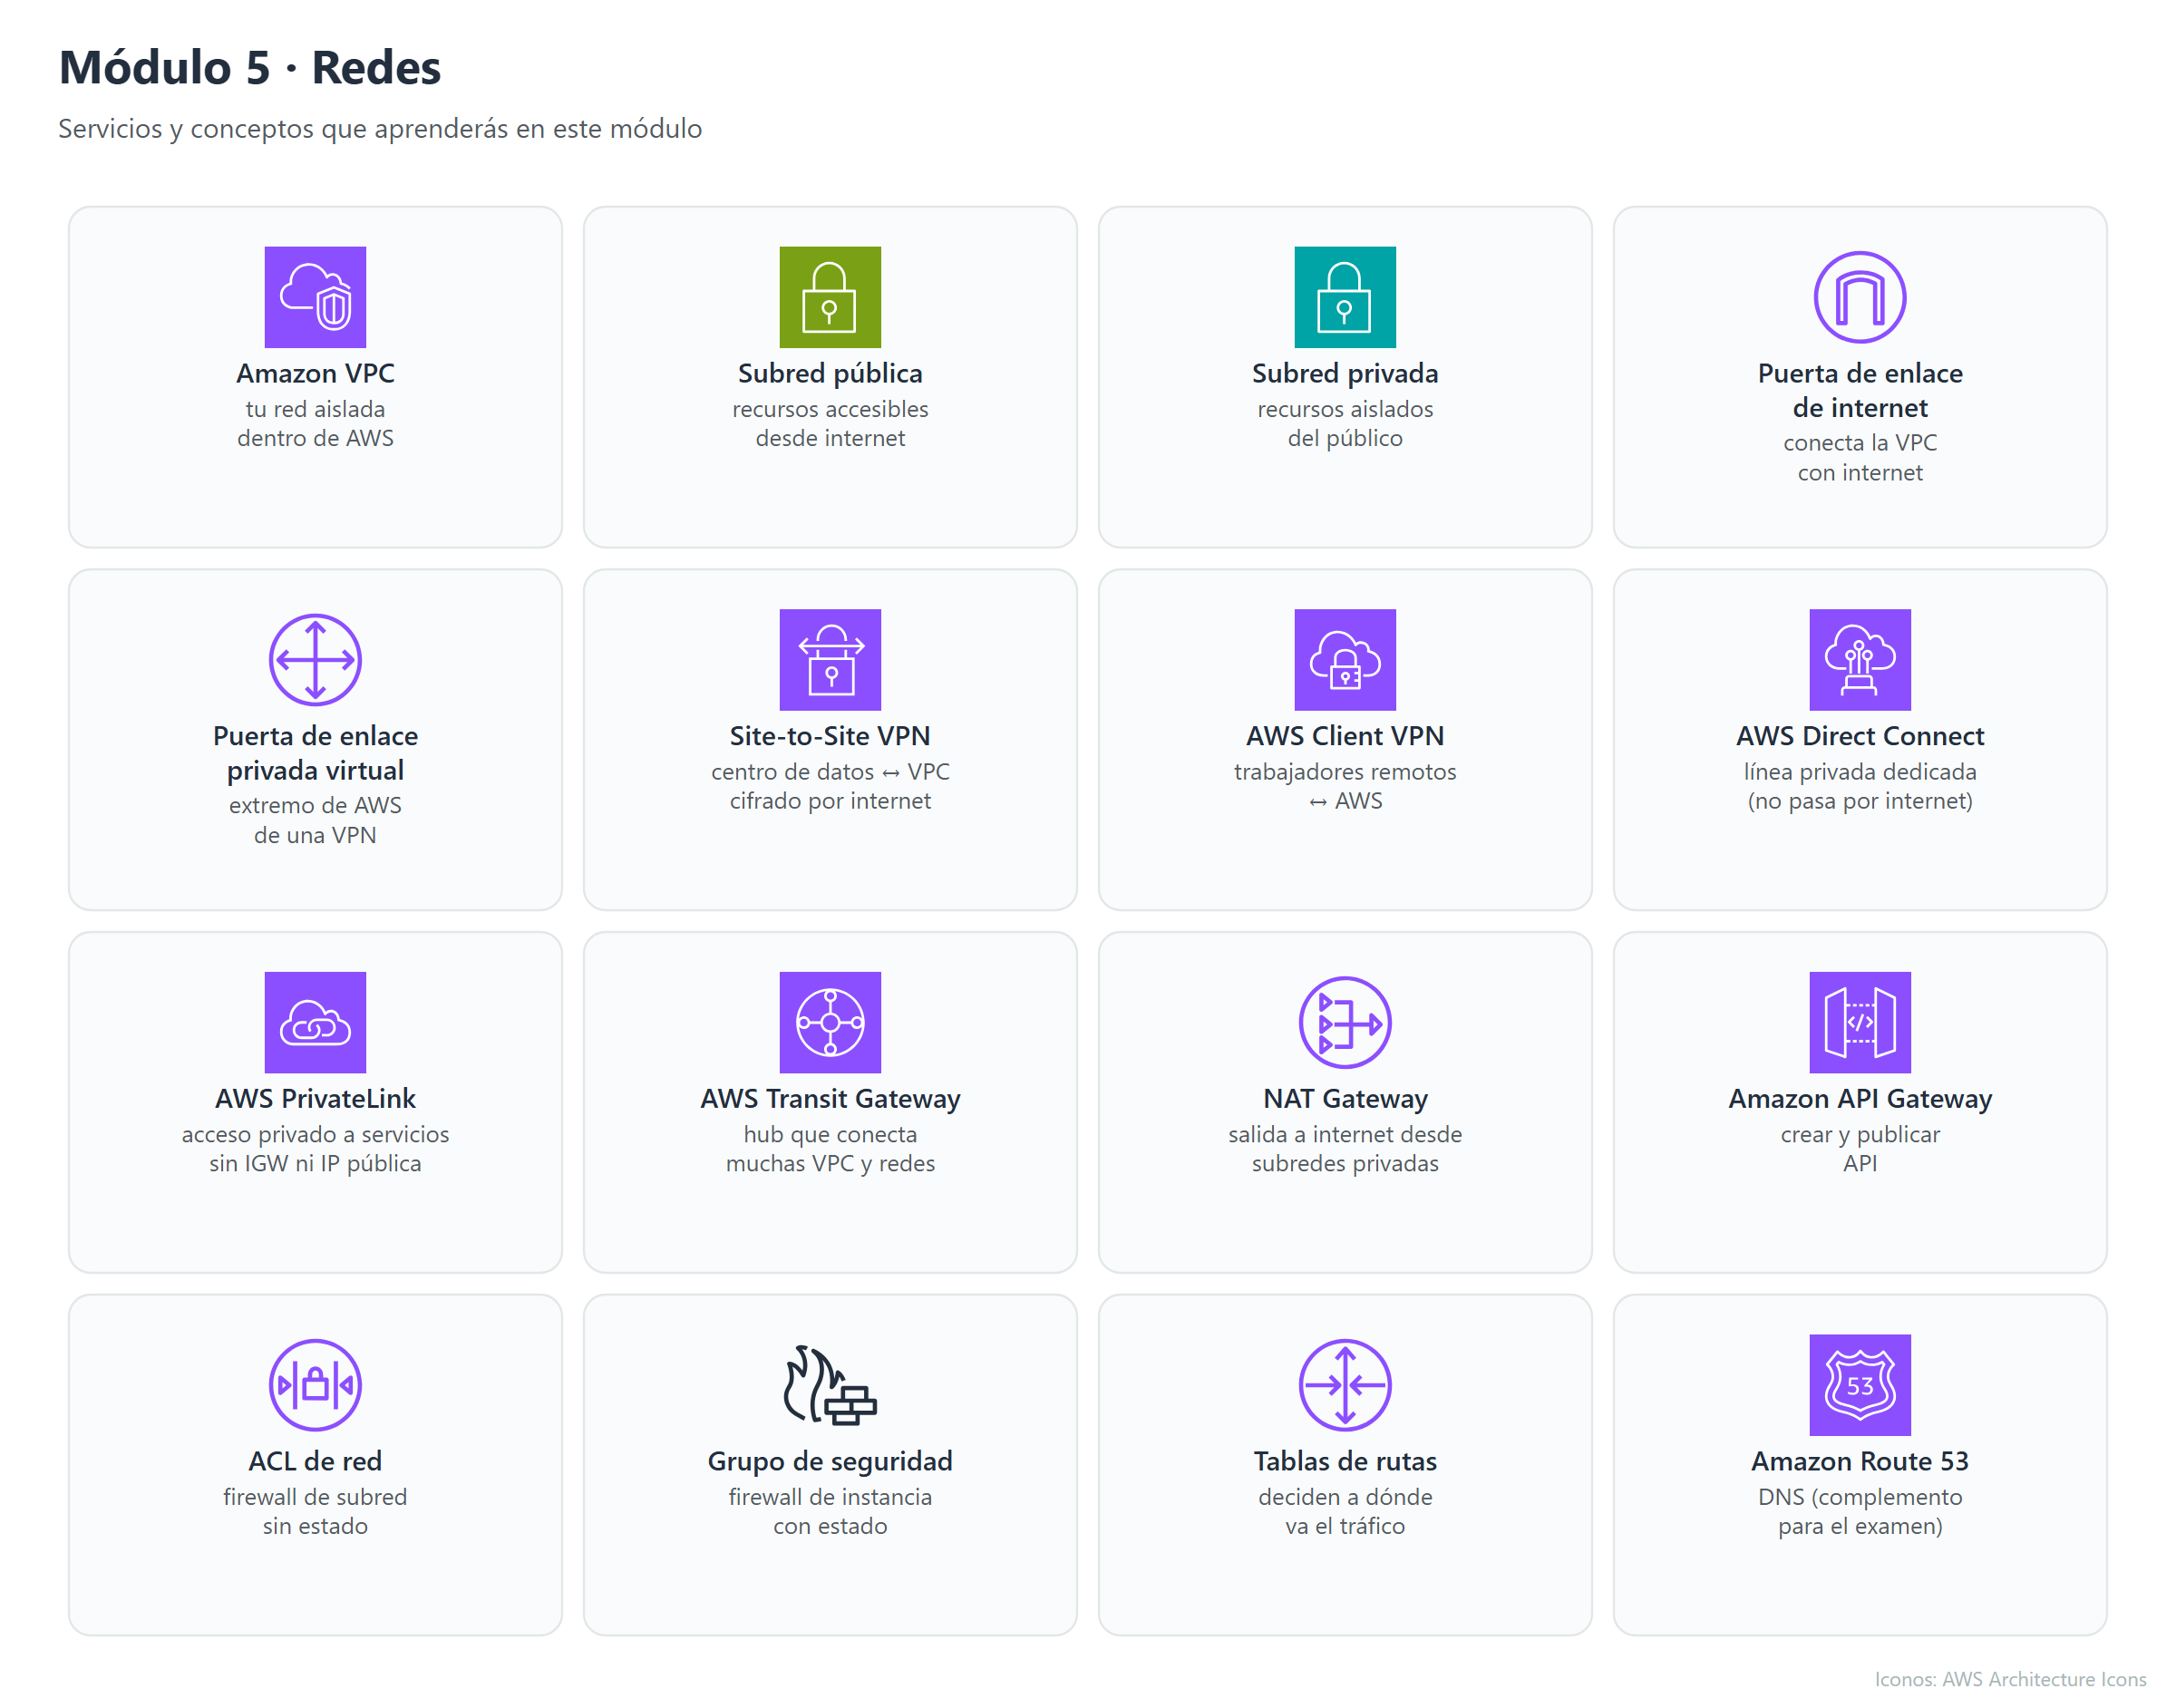 Módulo 5 · Redes
Servicios y conceptos que aprenderás en este módulo
Amazon VPC
tu red aislada
dentro de AWS
Subred pública
recursos accesibles
desde internet
Subred privada
recursos aislados
del público
Puerta de enlace
de internet
conecta la VPC
con internet
Puerta de enlace
privada virtual
extremo de AWS
de una VPN
Site-to-Site VPN
centro de datos ↔ VPC
cifrado por internet
AWS Client VPN
trabajadores remotos
↔ AWS
AWS Direct Connect
línea privada dedicada
(no pasa por internet)
AWS PrivateLink
acceso privado a servicios
sin IGW ni IP pública
AWS Transit Gateway
hub que conecta
muchas VPC y redes
NAT Gateway
salida a internet desde
subredes privadas
Amazon API Gateway
crear y publicar
API
ACL de red
firewall de subred
sin estado
Grupo de seguridad
firewall de instancia
con estado
Tablas de rutas
deciden a dónde
va el tráfico
53
Amazon Route 53
DNS (complemento
para el examen)
Iconos: AWS Architecture Icons